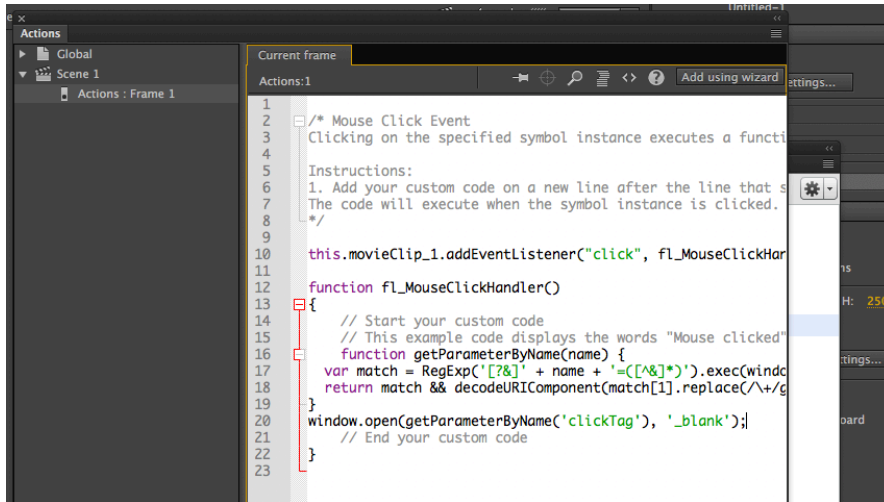 Untitled-1
Actions
Global
Scene 1
Actions : Frame 1
Current frame
Actions:1
Add using wizard
ettings...
1
2 /* Mouse Click Event
3 Clicking on the specified symbol instance executes a functi
4
5 Instructions:
6 1. Add your custom code on a new line after the line that s
7 The code will execute when the symbol instance is clicked.
8 */
9
10 this.movieClip_1.addEventListener("click", fl_MouseClickHan
11
12 function fl_MouseClickHandler()
13 {
14 // Start your custom code
15 // This example code displays the words "Mouse clicked"
16 function getParameterByName(name) {
17 var match = RegExp('[?&]' + name + '=([^&]*)').exec(windo
18 return match && decodeURIComponent(match[1].replace(/\+/g
19 }
20 window.open(getParameterByName('clickTag'), '_blank');
21 // End your custom code
22 }
23
ns
H: 250
ttings...
oard